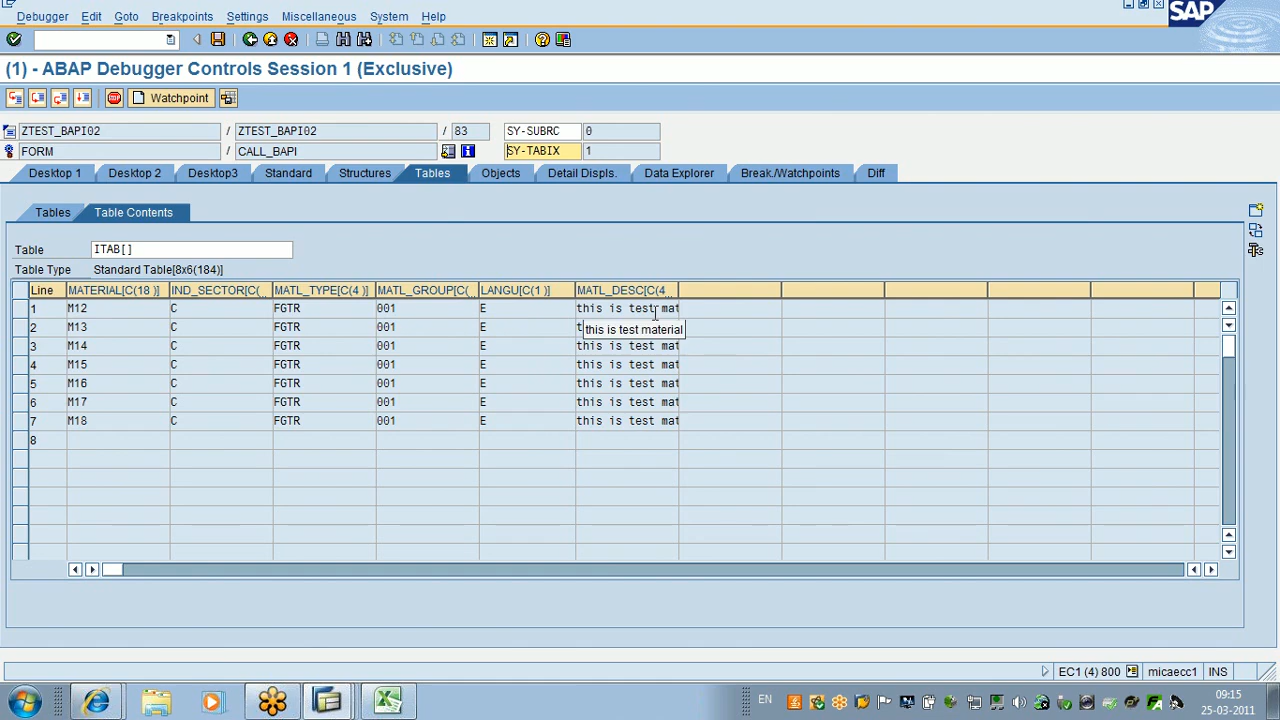 Debugger Edit Goto Breakpoints Settings Miscellaneous System Help
SAP
(1) - ABAP Debugger Controls Session 1 (Exclusive)
Watchpoint
ZTEST_BAPI02 / ZTEST_BAPI02 / 83 SY-SUBRC 0
FORM / CALL_BAPI SY-TABIX 1
Desktop 1 Desktop 2 Desktop3 Standard Structures Tables Objects Detail Displs. Data Explorer Break./Watchpoints Diff
Tables Table Contents
Table ITAB[]
Table Type Standard Table[8x6(184)]
Line MATERIAL[C(18 )] IND_SECTOR[C(... MATL_TYPE[C(4 )] MATL_GROUP[C(... LANGU[C(1 )] MATL_DESC[C(4...
1 M12 C FGTR 001 E this is test mat
2 M13 C FGTR 001 E t
this is test material
3 M14 C FGTR 001 E this is test mat
4 M15 C FGTR 001 E this is test mat
5 M16 C FGTR 001 E this is test mat
6 M17 C FGTR 001 E this is test mat
7 M18 C FGTR 001 E this is test mat
8
EC1 (4) 800 micaecc1 INS
EN 09:15
25-03-2011